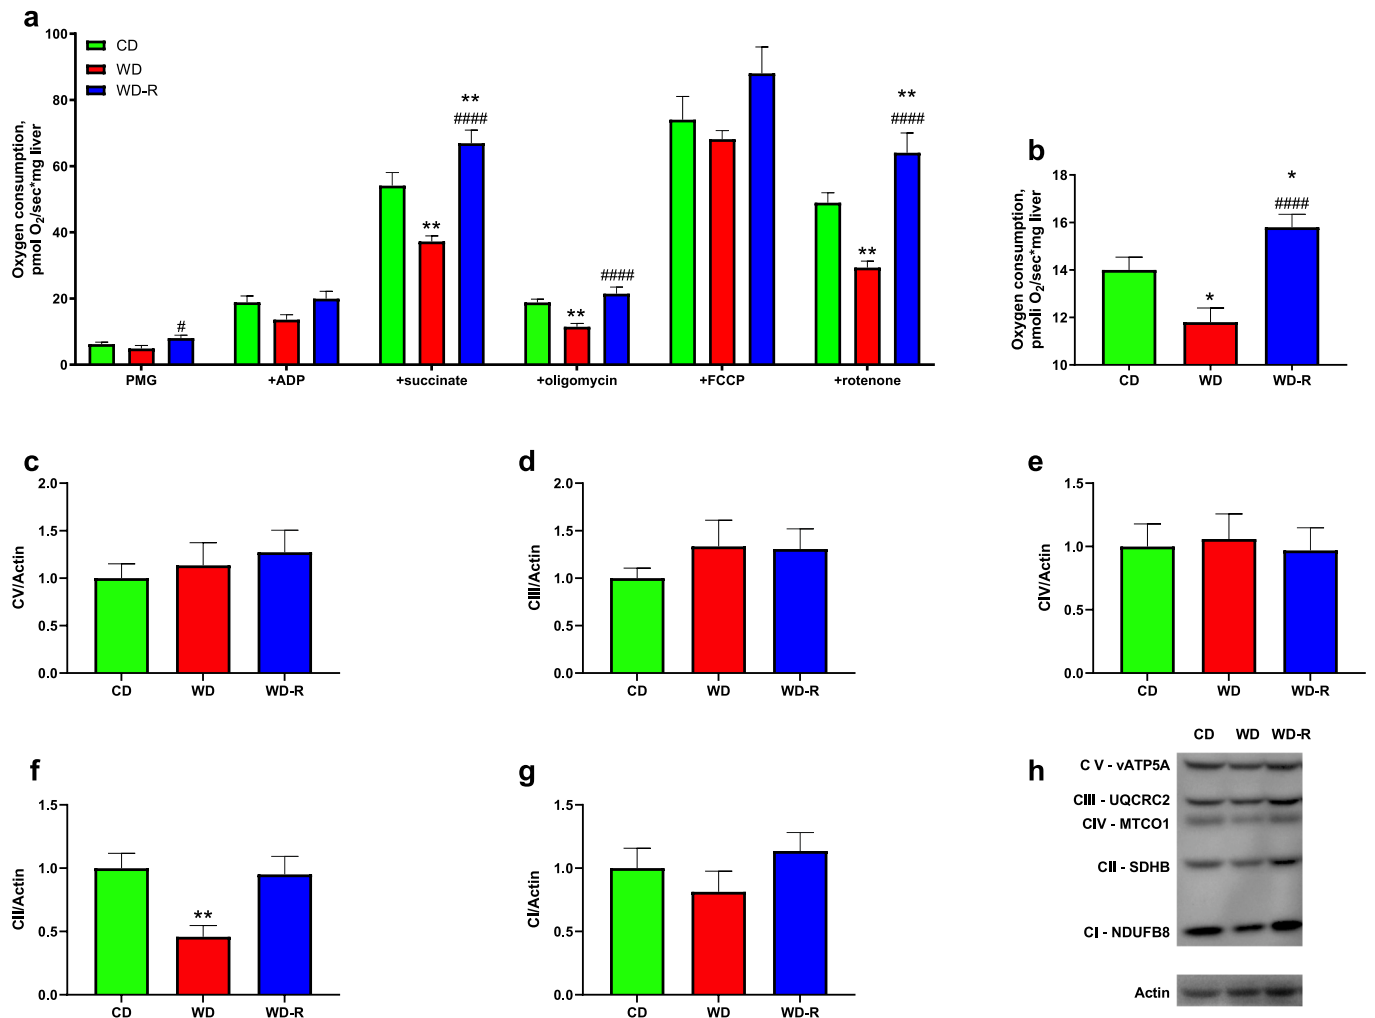 a
Oxygen consumption,
pmol O₂/sec*mg liver
100
80
60
40
20
0
CD
WD
WD-R
#
**
**
####
**
####
**
**
####
PMG
+ADP
+succinate
+oligomycin
+FCCP
+rotenone
b
Oxygen consumption,
pmoli O₂/sec*mg liver
18
16
14
12
10
*
*
####
CD
WD
WD-R
c
CV/Actin
2.0
1.5
1.0
0.5
0.0
CD
WD
WD-R
d
CIII/Actin
2.0
1.5
1.0
0.5
0.0
CD
WD
WD-R
e
CIV/Actin
1.5
1.0
0.5
0.0
CD
WD
WD-R
f
CII/Actin
1.5
1.0
0.5
0.0
**
CD
WD
WD-R
g
CI/Actin
1.5
1.0
0.5
0.0
CD
WD
WD-R
h
CD WD WD-R
C V - vATP5A
CIII - UQCRC2
CIV - MTCO1
CII - SDHB
CI - NDUFB8
Actin